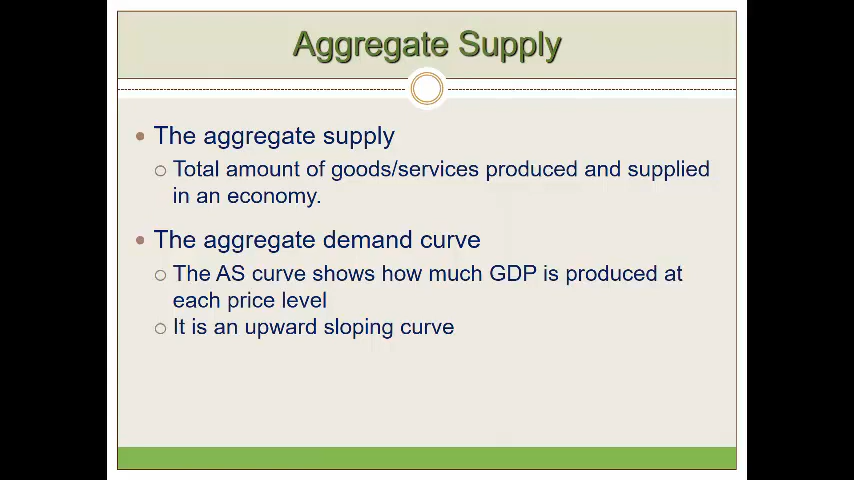 Aggregate Supply
The aggregate supply
Total amount of goods/services produced and supplied
in an economy.
The aggregate demand curve
The AS curve shows how much GDP is produced at
each price level
It is an upward sloping curve